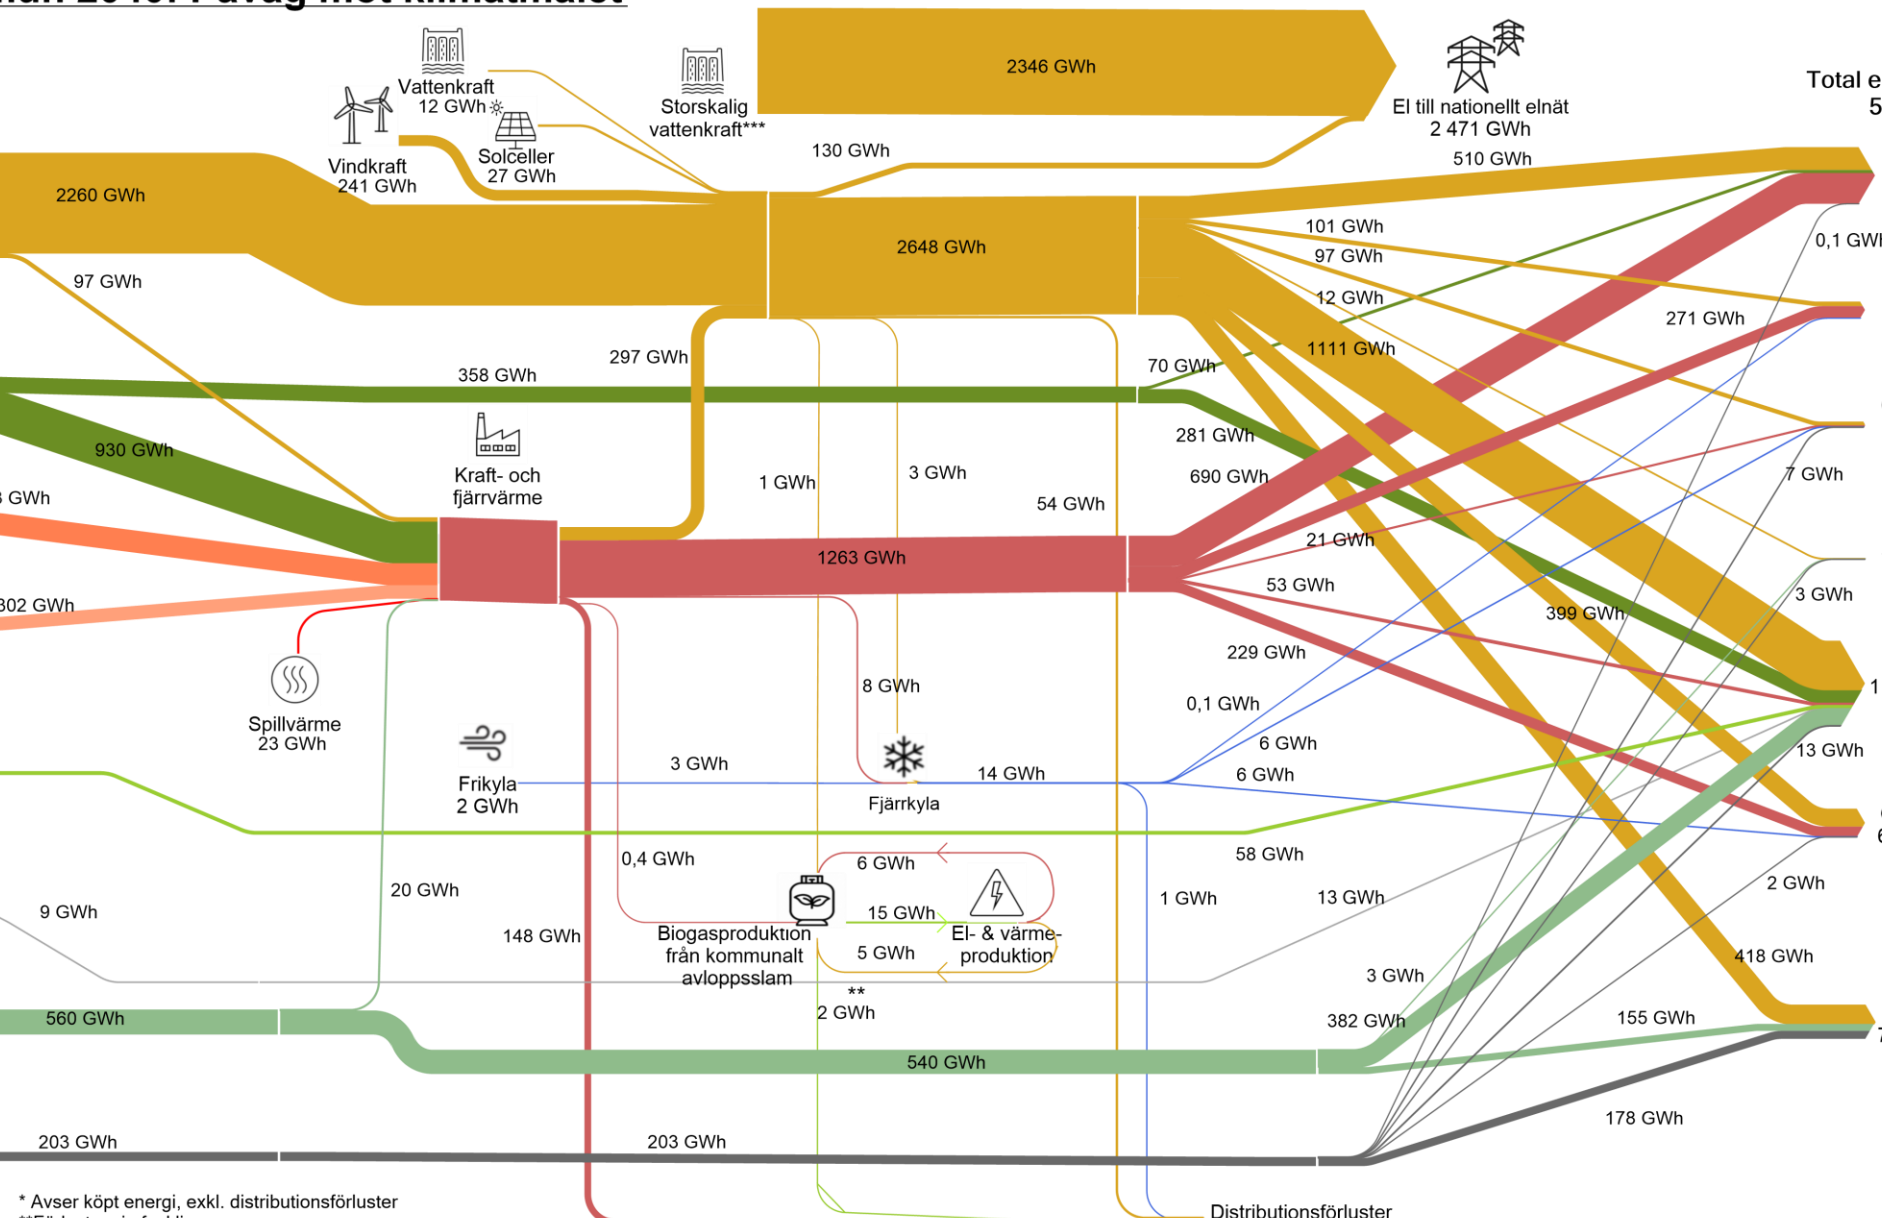 2040: På väg mot klimatmålet
Vattenkraft
12 GWh
Storskalig
vattenkraft***
2346 GWh
El till nationellt elnät
2 471 GWh
Total e
5
Vindkraft
241 GWh
Solceller
27 GWh
130 GWh
510 GWh
2260 GWh
2648 GWh
101 GWh
97 GWh
12 GWh
0,1 GWh
97 GWh
271 GWh
297 GWh
1111 GWh
358 GWh
70 GWh
930 GWh
Kraft- och
fjärrvärme
281 GWh
690 GWh
1 GWh
3 GWh
7 GWh
GWh
54 GWh
1263 GWh
21 GWh
53 GWh
3 GWh
302 GWh
399 GWh
229 GWh
8 GWh
1
0,1 GWh
Spillvärme
23 GWh
6 GWh
13 GWh
3 GWh
14 GWh
6 GWh
Frikyla
2 GWh
Fjärrkyla
6
0,4 GWh
6 GWh
58 GWh
20 GWh
2 GWh
9 GWh
15 GWh
1 GWh
13 GWh
148 GWh
Biogasproduktion
från kommunalt
avloppsslam
El- & värme-
produktion
5 GWh
418 GWh
**
2 GWh
3 GWh
560 GWh
382 GWh
155 GWh
7
540 GWh
178 GWh
203 GWh
203 GWh
* Avser köpt energi, exkl. distributionsförluster
Distributionsförluster